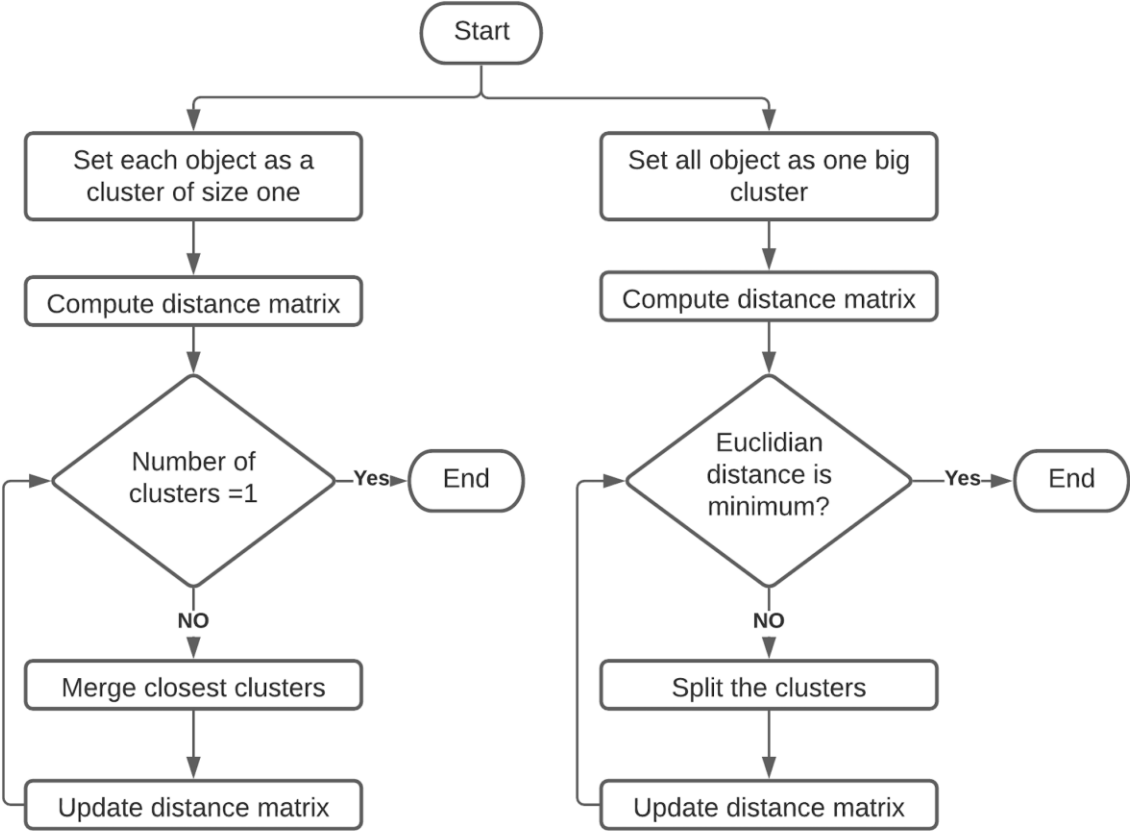 Start
Set each object as a
cluster of size one
Compute distance matrix
Number of
clusters =1
Yes
End
NO
Merge closest clusters
Update distance matrix
Set all object as one big
cluster
Compute distance matrix
Euclidian
distance is
minimum?
Yes
End
NO
Split the clusters
Update distance matrix